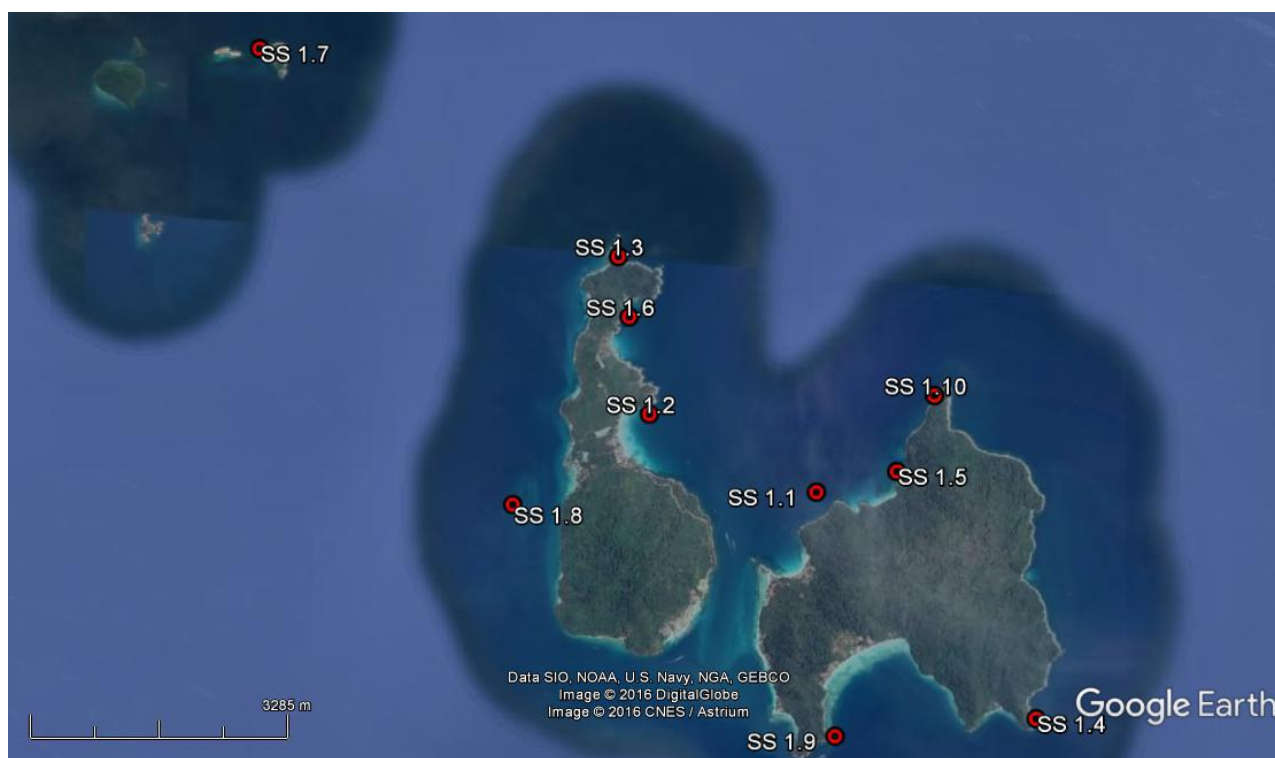 SS 1.7
SS 1.3
SS 1.6
SS 1.10
SS 1.2
SS 1.5
SS 1.1
SS 1.8
Data SIO, NOAA, U.S. Navy, NGA, GEBCO
Image © 2016 DigitalGlobe
Image © 2016 CNES / Astrium
3285 m
Google Earth
SS 1.4
SS 1.9